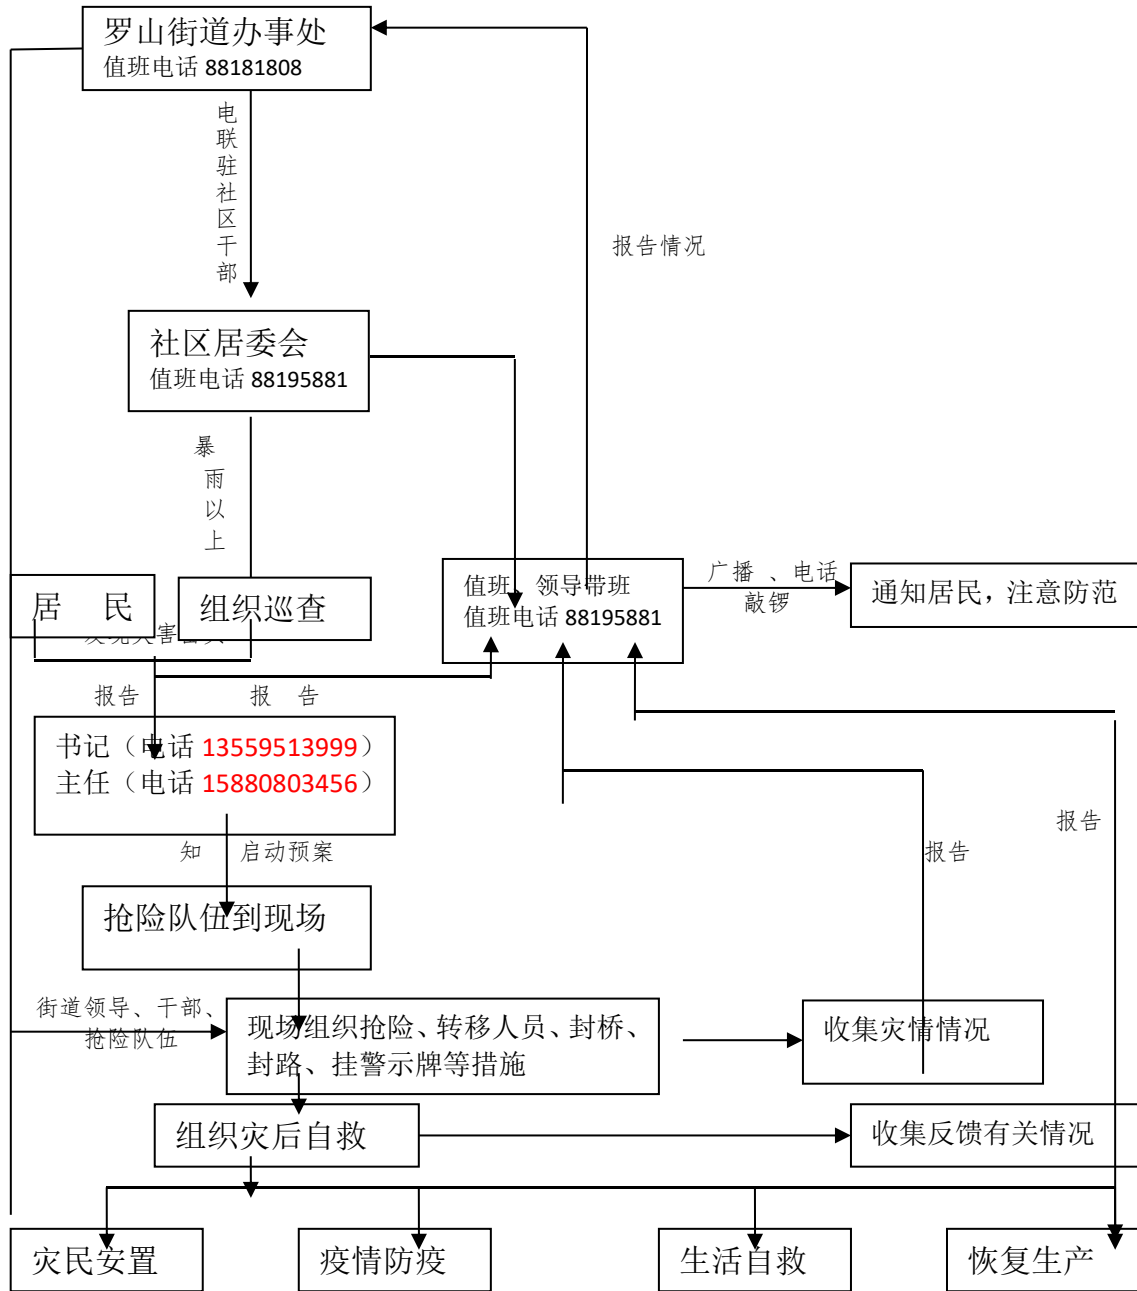 罗山街道办事处
值班电话 88181808
电联驻社区干部
报告情况
社区居委会
值班电话 88195881
暴雨以上
值班、领导带班
值班电话 88195881
广播 、电话
敲锣
通知居民，注意防范
居 民
组织巡查
报告
报 告
书记（电话 13559513999）
主任（电话 15880803456）
知 启动预案
报告
报告
抢险队伍到现场
街道领导、干部、
抢险队伍
现场组织抢险、转移人员、封桥、
封路、挂警示牌等措施
收集灾情情况
组织灾后自救
收集反馈有关情况
灾民安置
疫情防疫
生活自救
恢复生产